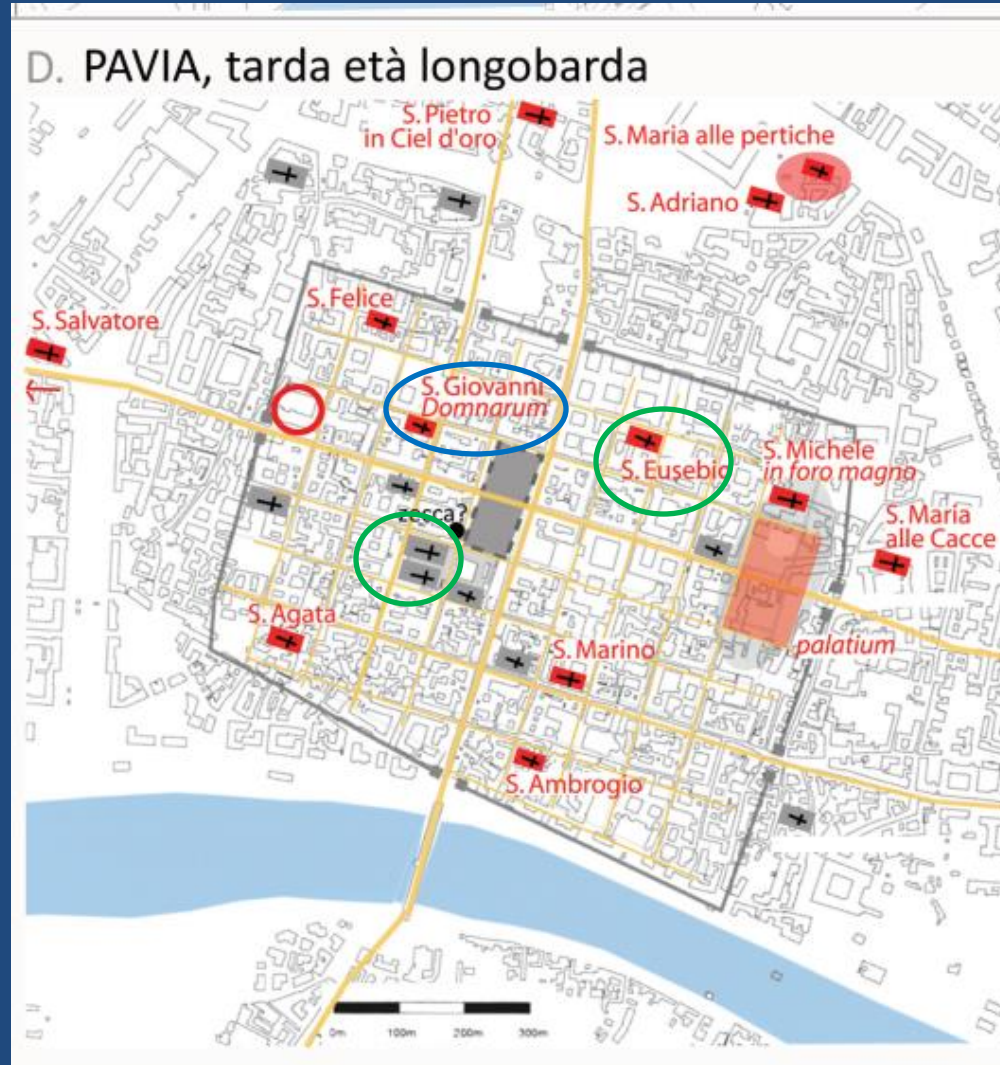 D. PAVIA, tarda età longobarda
S. Pietro
in Ciel d'oro
S. Maria alle pertiche
S. Adriano
S. Felice
S. Salvatore
S. Giovanni
Domnarum
S. Eusebio
S. Michele
in foro magno
zecca?
S. Maria
alle Cacce
S. Agata
S. Marino
palatium
S. Ambrogio
0m 100m 200m 300m